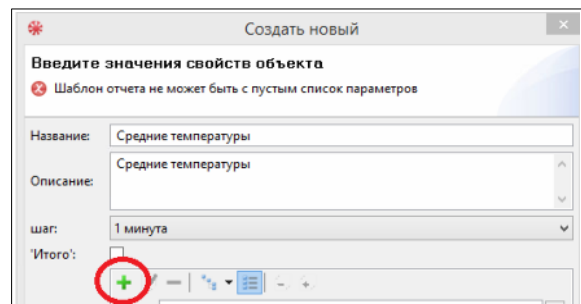 Создать новый
Введите значения свойств объекта
Шаблон отчета не может быть с пустым список параметров
Название: Средние температуры
Описание: Средние температуры
шаг: 1 минута
'Итого':